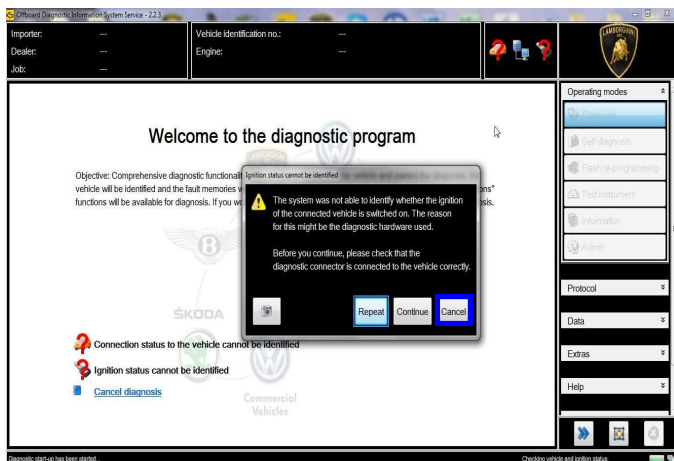 Offboard Diagnostic Information System Service - 2.2.3
Importer: ---
Dealer: ---
Job: ---
Vehicle identification no.: ---
Engine: ---
LAMBORGHINI
Welcome to the diagnostic program
Objective: Comprehensive diagnostic functionali
vehicle will be identified and the fault memories w ons"
functions will be available for diagnosis. If you wo osis.
Ignition status cannot be identified
The system was not able to identify whether the ignition
of the connected vehicle is switched on. The reason
for this might be the diagnostic hardware used.
Before you continue, please check that the
diagnostic connector is connected to the vehicle correctly.
Repeat
Continue
Cancel
ŠKODA
Connection status to the vehicle cannot be identified
Ignition status cannot be identified
Cancel diagnosis
Commercial
Vehicles
Operating modes
Diagnosis
Self-diagnosis
Flash re-programming
Test instrument
Information
Admin
Protocol
Data
Extras
Help
Diagnostic start-up has been started...
Checking vehicle and ignition status